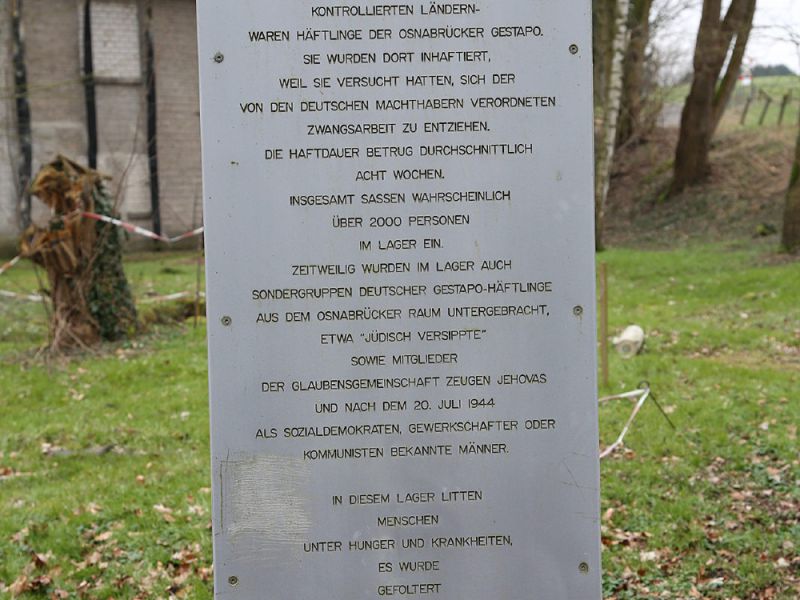 KONTROLLIERTEN LÄNDERN-
WAREN HÄFTLINGE DER OSNABRÜCKER GESTAPO.
SIE WURDEN DORT INHAFTIERT,
WEIL SIE VERSUCHT HATTEN, SICH DER
VON DEN DEUTSCHEN MACHTHABERN VERORDNETEN
ZWANGSARBEIT ZU ENTZIEHEN.
DIE HAFTDAUER BETRUG DURCHSCHNITTLICH
ACHT WOCHEN.
INSGESAMT SASSEN WAHRSCHEINLICH
ÜBER 2000 PERSONEN
IM LAGER EIN.
ZEITWEILIG WURDEN IM LAGER AUCH
SONDERGRUPPEN DEUTSCHER GESTAPO-HÄFTLINGE
AUS DEM OSNABRÜCKER RAUM UNTERGEBRACHT,
ETWA "JÜDISCH VERSIPPTE"
SOWIE MITGLIEDER
DER GLAUBENSGEMEINSCHAFT ZEUGEN JEHOVAS
UND NACH DEM 20. JULI 1944
ALS SOZIALDEMOKRATEN, GEWERKSCHAFTER ODER
KOMMUNISTEN BEKANNTE MÄNNER.
IN DIESEM LAGER LITTEN
MENSCHEN
UNTER HUNGER UND KRANKHEITEN,
ES WURDE
GEFOLTERT